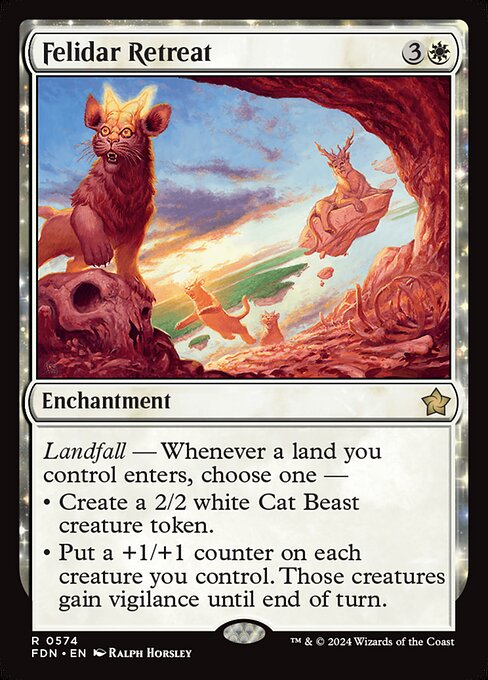 Felidar Retreat 3
Enchantment
Landfall — Whenever a land you
control enters, choose one —
• Create a 2/2 white Cat Beast
creature token.
• Put a +1/+1 counter on each
creature you control. Those creatures
gain vigilance until end of turn.
R 0574
FDN • EN RALPH HORSLEY
™ & © 2024 Wizards of the Coast